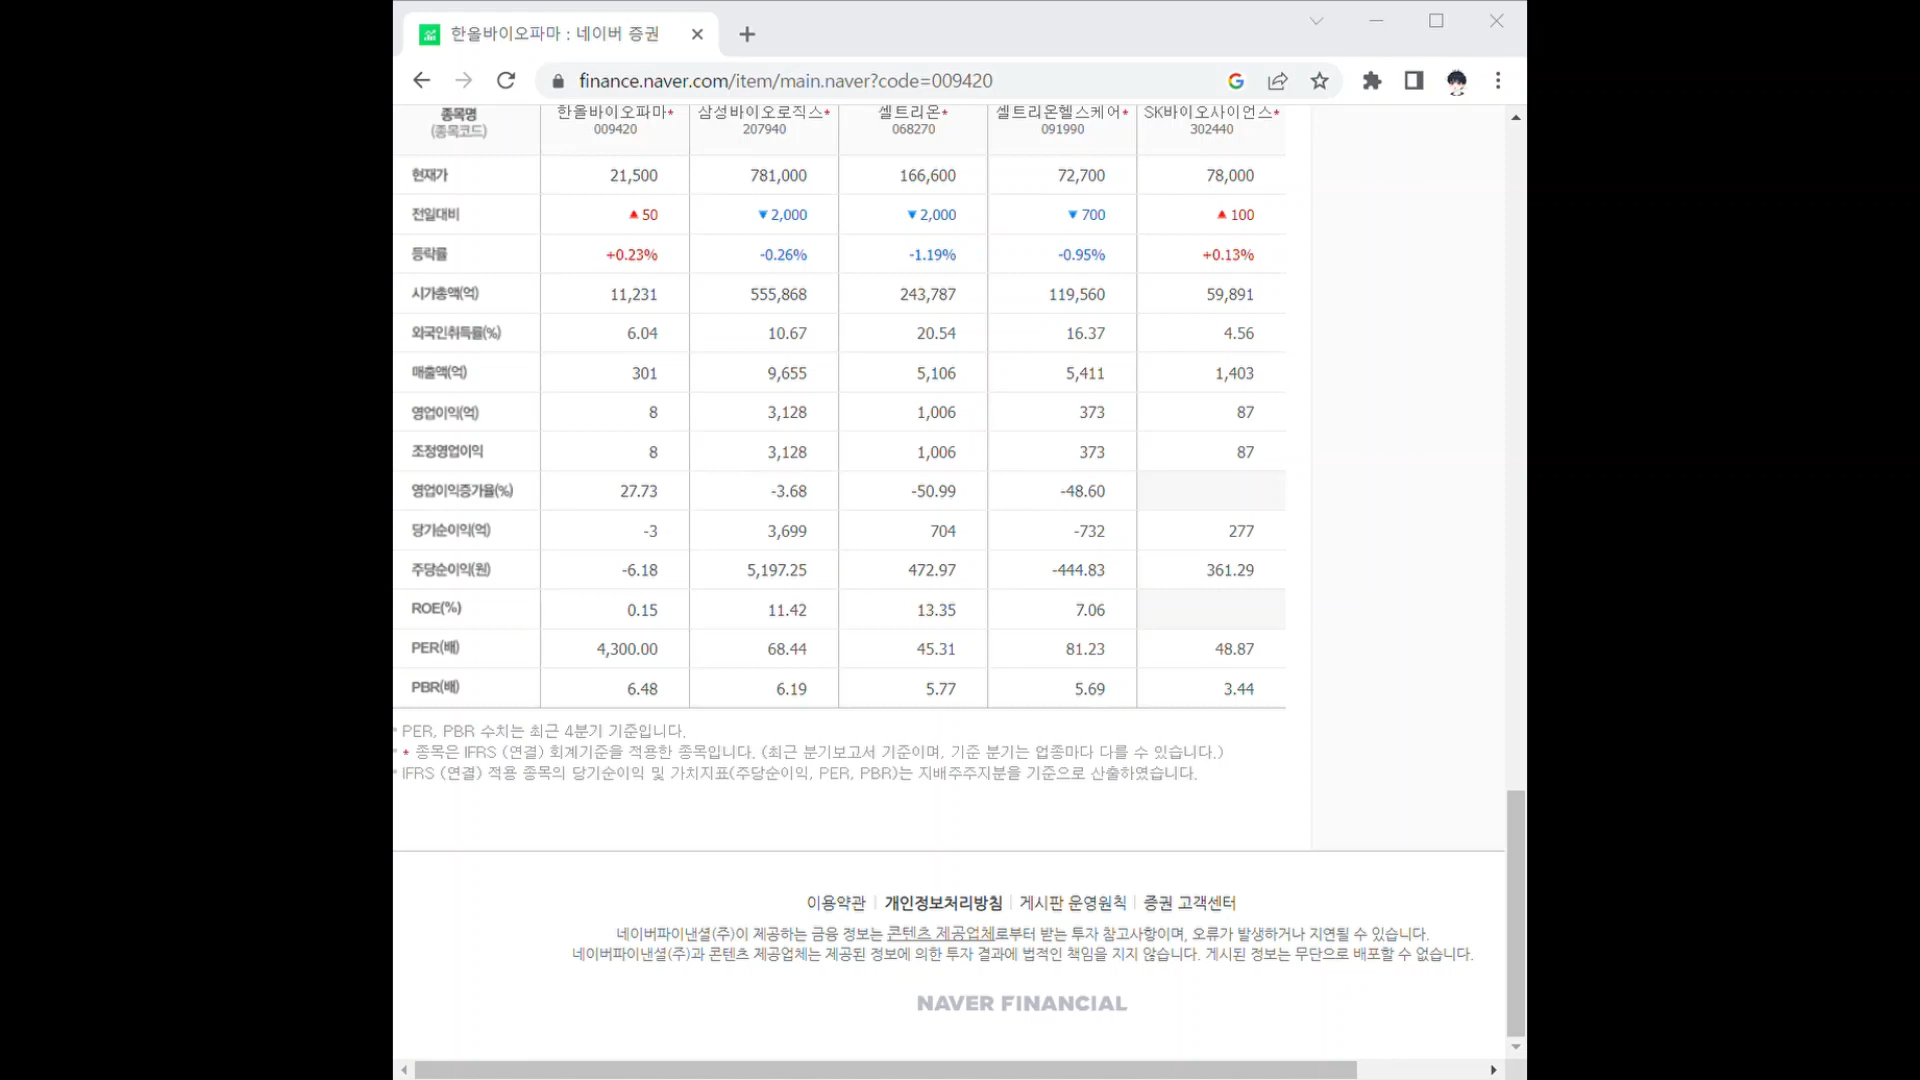 한올바이오파마 : 네이버 증권
finance.naver.com/item/main.naver?code=009420
종목명 한올바이오파마* 삼성바이오로직스* 셀트리온* 셀트리온헬스케어* SK바이오사이언스*
(종목코드) 009420 207940 068270 091990 302440
현재가 21,500 781,000 166,600 72,700 78,000
전일대비 ▲50 ▼2,000 ▼2,000 ▼700 ▲100
등락률 +0.23% -0.26% -1.19% -0.95% +0.13%
시가총액(억) 11,231 555,868 243,787 119,560 59,891
외국인취득률(%) 6.04 10.67 20.54 16.37 4.56
매출액(억) 301 9,655 5,106 5,411 1,403
영업이익(억) 8 3,128 1,006 373 87
조정영업이익 8 3,128 1,006 373 87
영업이익증가율(%) 27.73 -3.68 -50.99 -48.60
당기순이익(억) -3 3,699 704 -732 277
주당순이익(원) -6.18 5,197.25 472.97 -444.83 361.29
ROE(%) 0.15 11.42 13.35 7.06
PER(배) 4,300.00 68.44 45.31 81.23 48.87
PBR(배) 6.48 6.19 5.77 5.69 3.44
* PER, PBR 수치는 최근 4분기 기준입니다.
* * 종목은 IFRS (연결) 회계기준을 적용한 종목입니다. (최근 분기보고서 기준이며, 기준 분기는 업종마다 다를 수 있습니다.)
* IFRS (연결) 적용 종목의 당기순이익 및 가치지표(주당순이익, PER, PBR)는 지배주주지분을 기준으로 산출하였습니다.
이용약관 | 개인정보처리방침 | 게시판 운영원칙 | 증권 고객센터
네이버파이낸셜(주)이 제공하는 금융 정보는 콘텐츠 제공업체로부터 받는 투자 참고사항이며, 오류가 발생하거나 지연될 수 있습니다.
네이버파이낸셜(주)과 콘텐츠 제공업체는 제공된 정보에 의한 투자 결과에 법적인 책임을 지지 않습니다. 게시된 정보는 무단으로 배포할 수 없습니다.
NAVER FINANCIAL